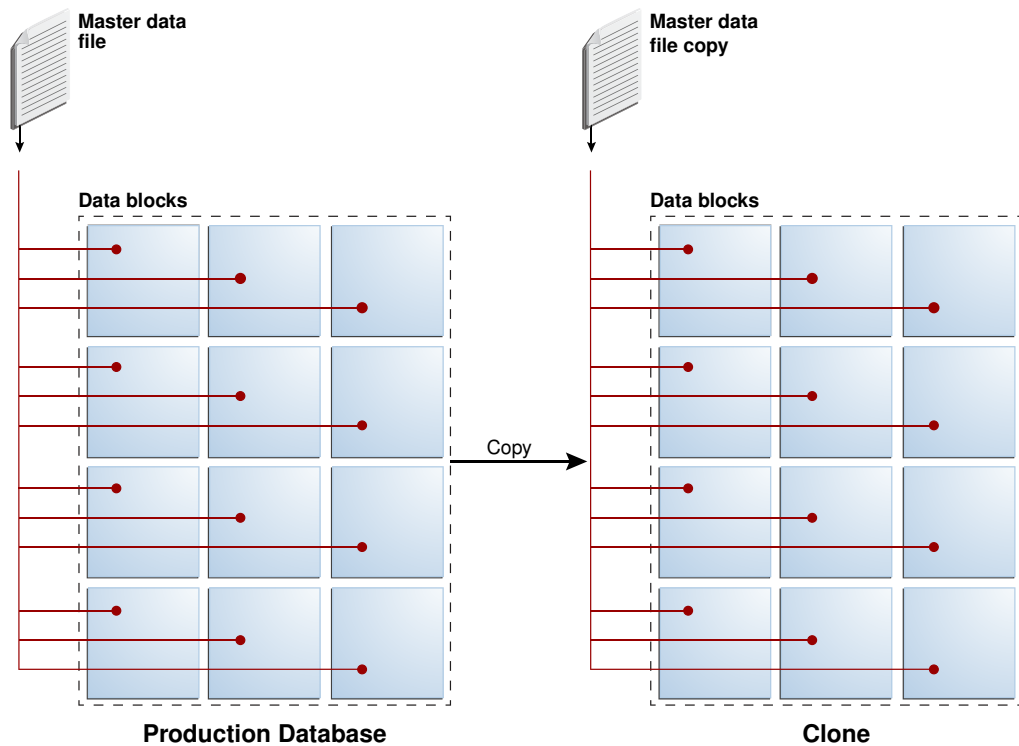 Master data
file
Master data
file copy
Data blocks
Data blocks
Copy
Production Database
Clone